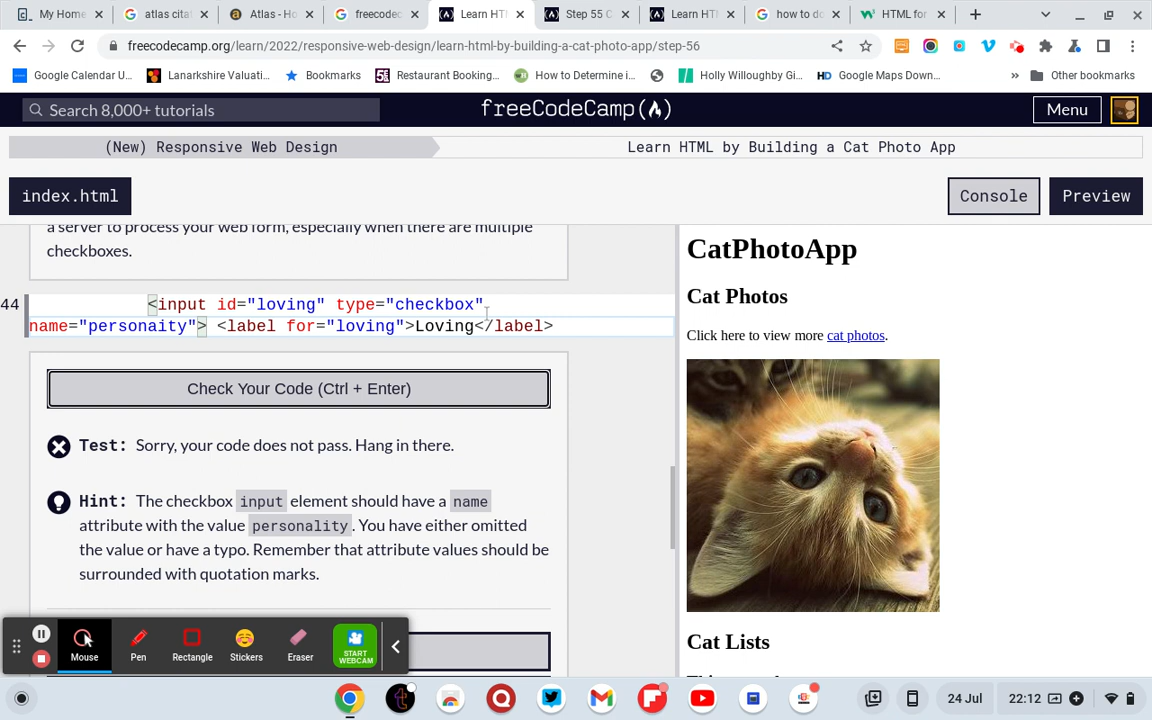 My Home
atlas cita
Atlas - Ho
freecodec
Learn HT
Step 55 C
Learn HT
how to do
HTML for
freecodecamp.org/learn/2022/responsive-web-design/learn-html-by-building-a-cat-photo-app/step-56
Google Calendar U...
Lanarkshire Valuati...
Bookmarks
Restaurant Booking...
How to Determine i...
Holly Willoughby Gi...
HD Google Maps Down...
»
Other bookmarks
Search 8,000+ tutorials
freeCodeCamp
Menu
(New) Responsive Web Design
Learn HTML by Building a Cat Photo App
index.html
Console
Preview
a server to process your web form, especially when there are multiple
checkboxes.
44 <input id="loving" type="checkbox"
name="personaity"> <label for="loving">Loving</label>
Check Your Code (Ctrl + Enter)
Test: Sorry, your code does not pass. Hang in there.
Hint: The checkbox input element should have a name
attribute with the value personality. You have either omitted
the value or have a typo. Remember that attribute values should be
surrounded with quotation marks.
CatPhotoApp
Cat Photos
Click here to view more cat photos.
Cat Lists
Mouse
Pen
Rectangle
Stickers
Eraser
START
WEBCAM
24 Jul
22:12